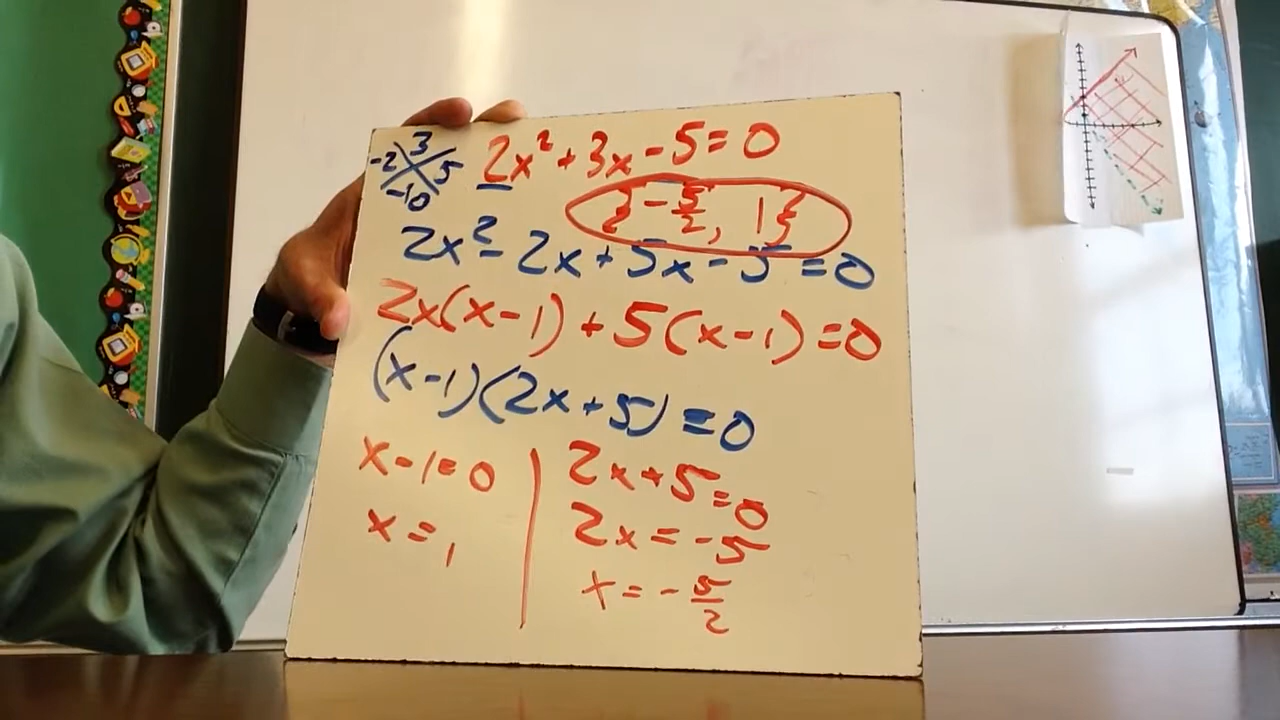 3
-2 5
-10
2x² + 3x - 5 = 0
{-5/2, 1}
2x² - 2x + 5x - 5 = 0
2x(x-1) + 5(x-1) = 0
(x-1)(2x+5) = 0
x-1=0
x=1
2x+5=0
2x=-5
x=-5/2